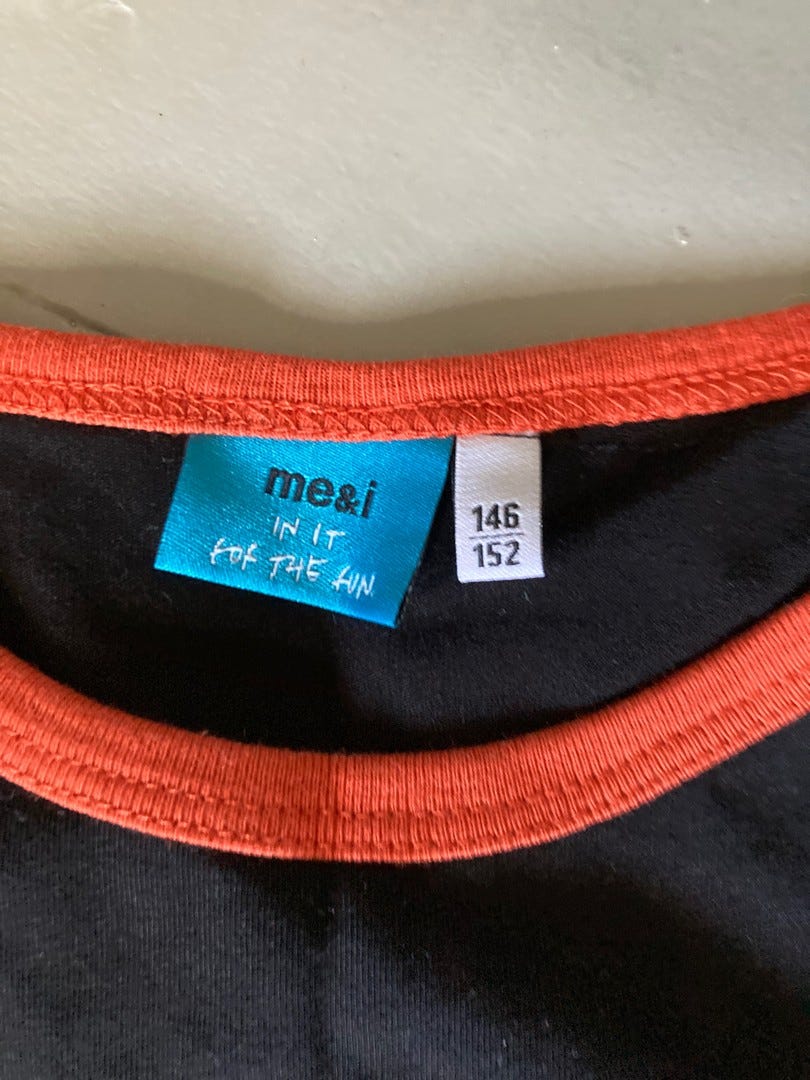 me&i
IN IT
FOR THE FUN
146
152